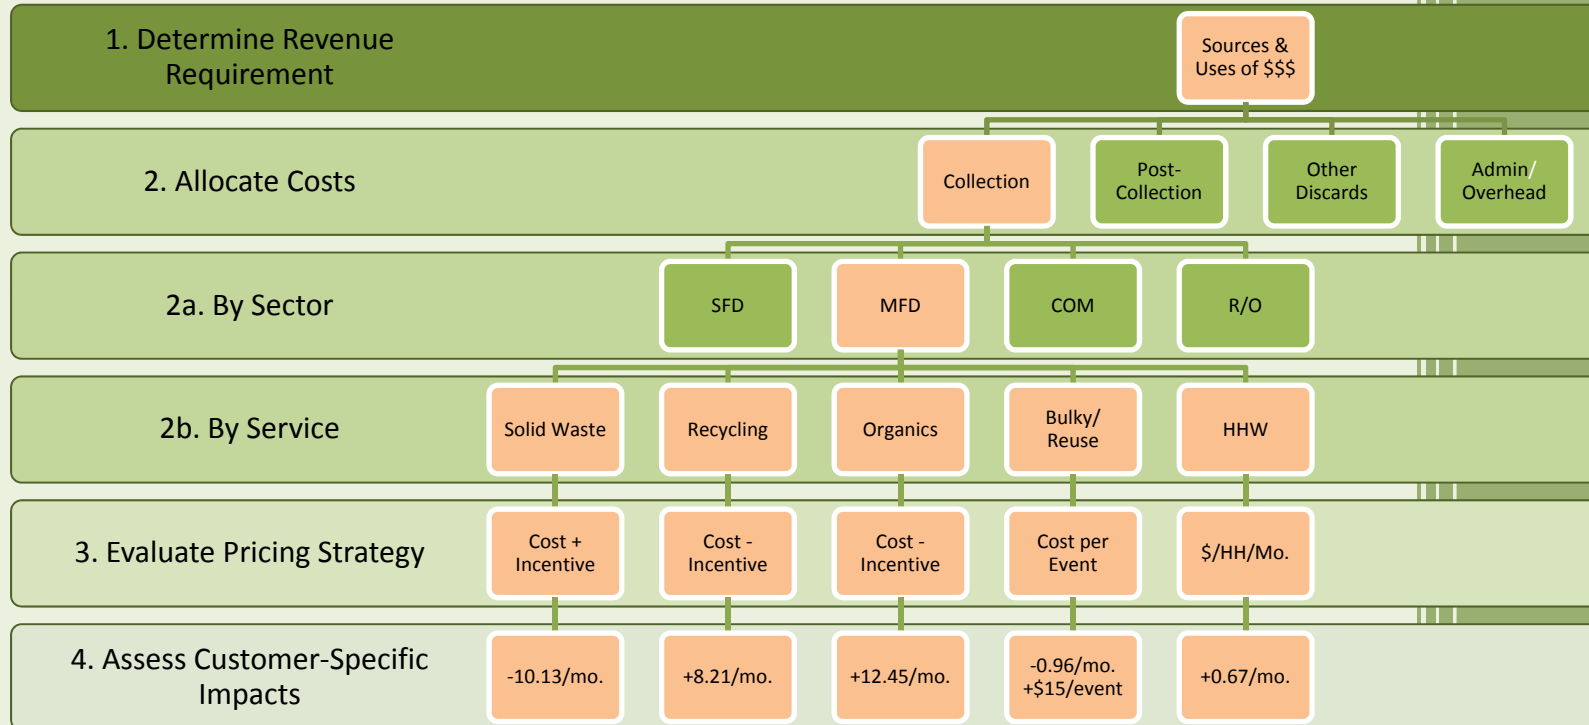 1. Determine Revenue
Requirement
Sources &
Uses of $$$
2. Allocate Costs
Collection
Post-
Collection
Other
Discards
Admin/
Overhead
2a. By Sector
SFD
MFD
COM
R/O
2b. By Service
Solid Waste
Recycling
Organics
Bulky/
Reuse
HHW
3. Evaluate Pricing Strategy
Cost +
Incentive
Cost -
Incentive
Cost -
Incentive
Cost per
Event
$/HH/Mo.
4. Assess Customer-Specific
Impacts
-10.13/mo.
+8.21/mo.
+12.45/mo.
-0.96/mo.
+$15/event
+0.67/mo.